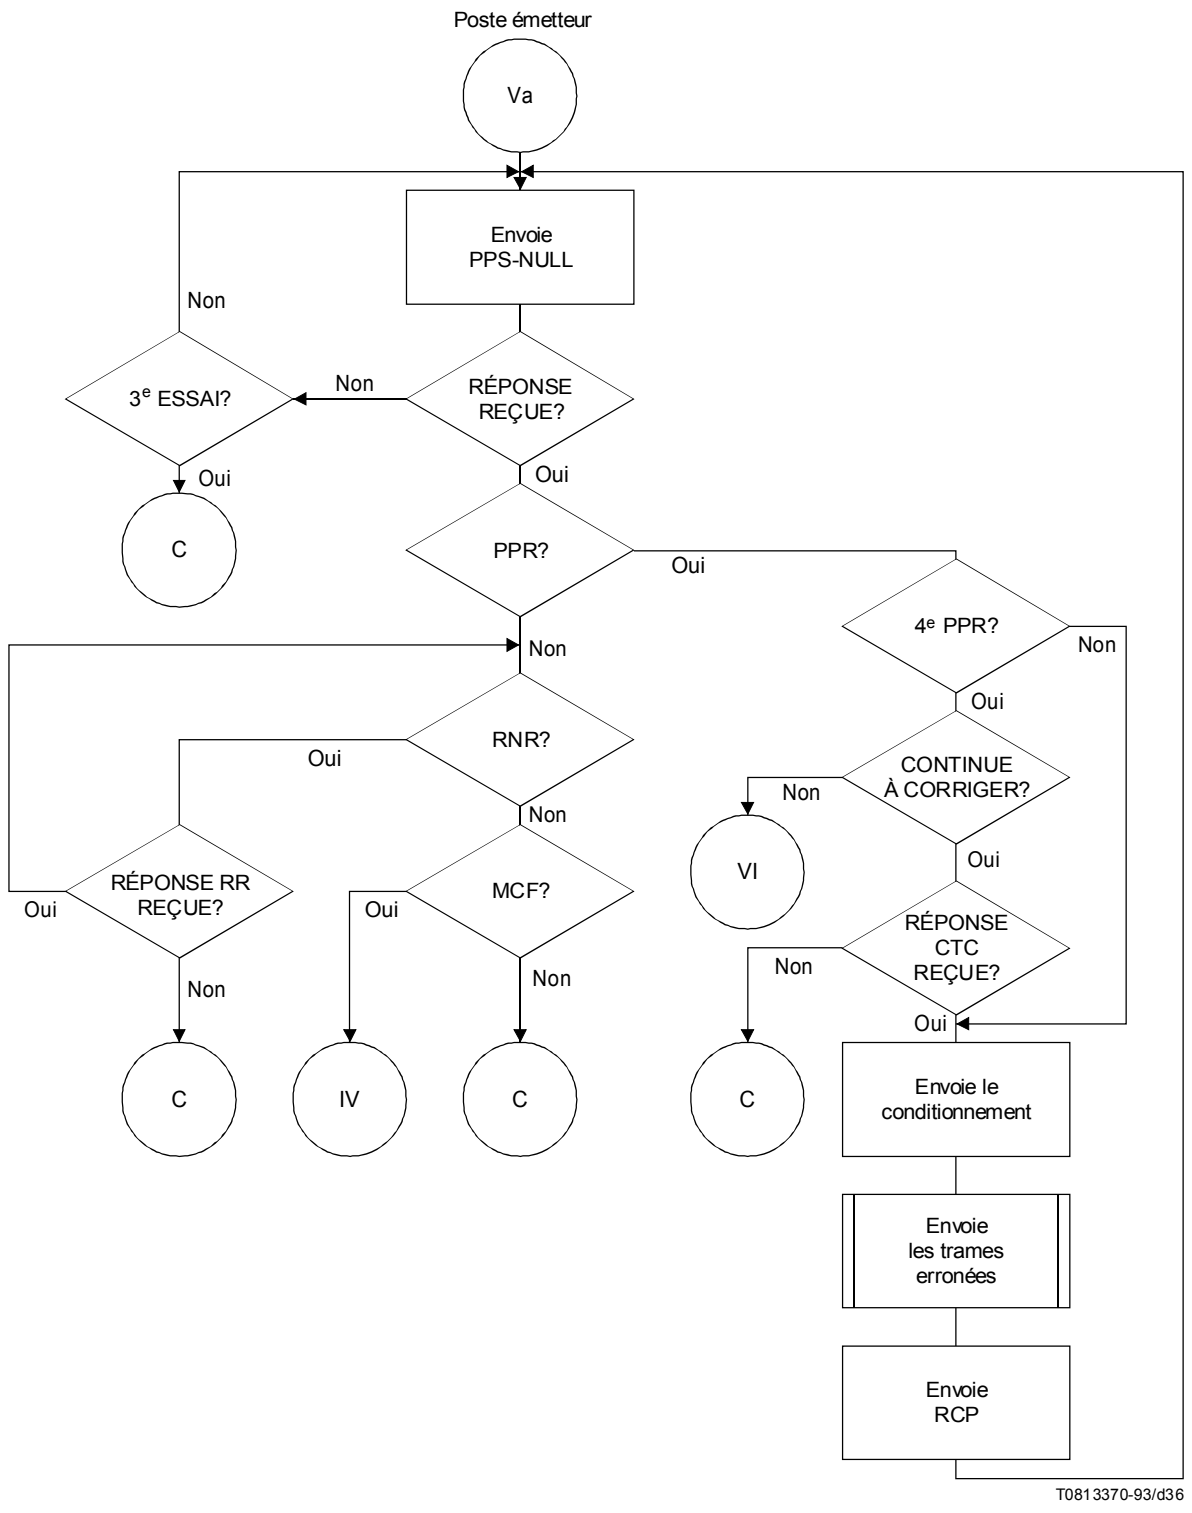 Poste émetteur
Va
Envoie
PPS-NULL
Non
3e ESSAI?
Non
RÉPONSE
REÇUE?
Oui
Oui
C
PPR?
Oui
4e PPR?
Non
Non
Oui
RNR?
Oui
CONTINUE
À CORRIGER?
Non
Non
Oui
VI
RÉPONSE RR
REÇUE?
Oui
MCF?
Oui
RÉPONSE
CTC
REÇUE?
Non
Non
Non
Oui
C
IV
C
C
Envoie le
conditionnement
Envoie
les trames
erronées
Envoie
RCP
T0813370-93/d36